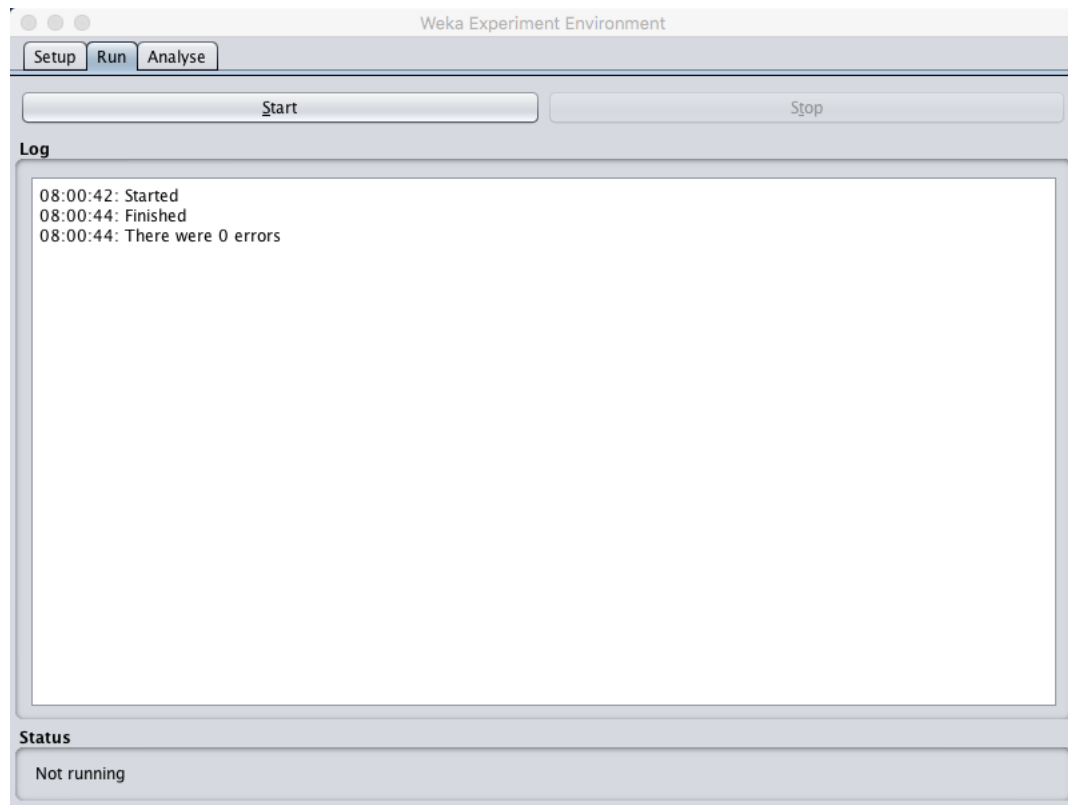 Weka Experiment Environment
Setup Run Analyse
Start Stop
Log
08:00:42: Started
08:00:44: Finished
08:00:44: There were 0 errors
Status
Not running